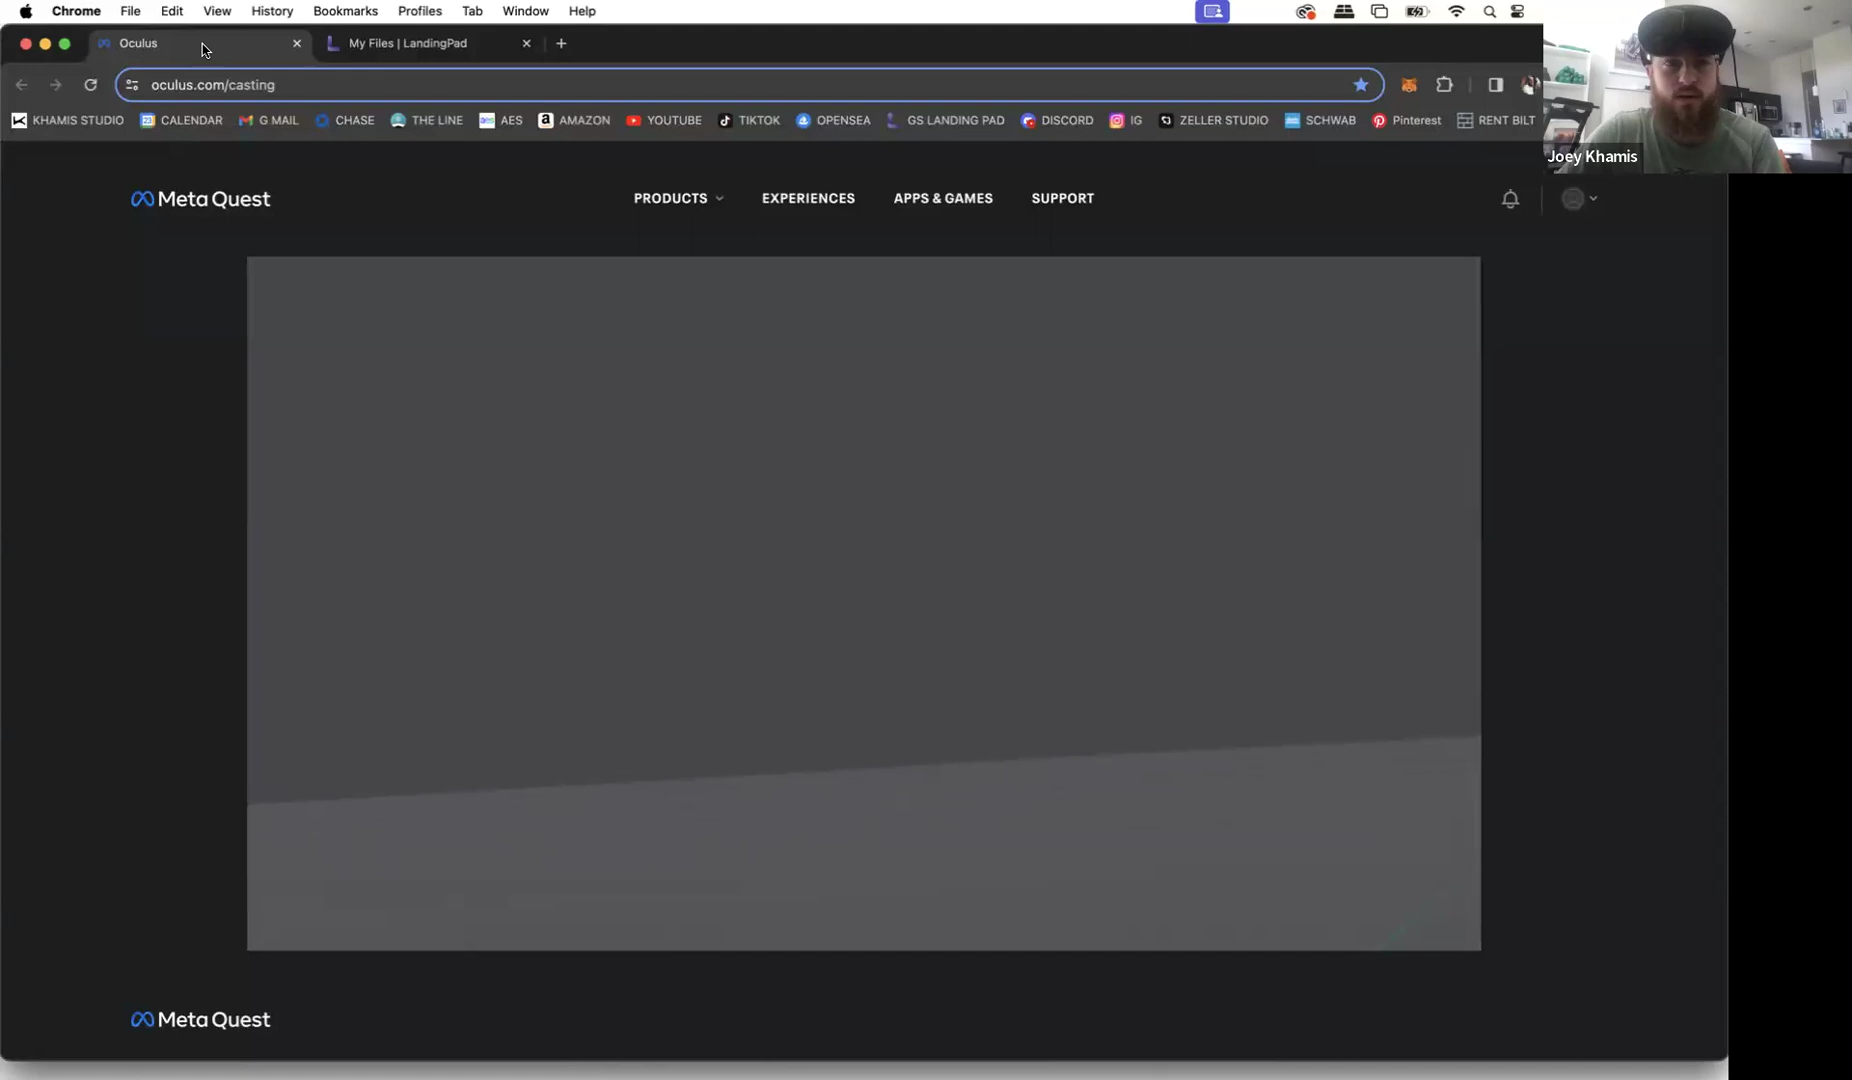 Chrome File Edit View History Bookmarks Profiles Tab Window Help
Oculus My Files | LandingPad
oculus.com/casting
KHAMIS STUDIO CALENDAR G MAIL CHASE THE LINE AES AMAZON YOUTUBE TIKTOK OPENSEA GS LANDING PAD DISCORD IG ZELLER STUDIO SCHWAB Pinterest RENT BILT
Joey Khamis
Meta Quest PRODUCTS EXPERIENCES APPS & GAMES SUPPORT
Meta Quest